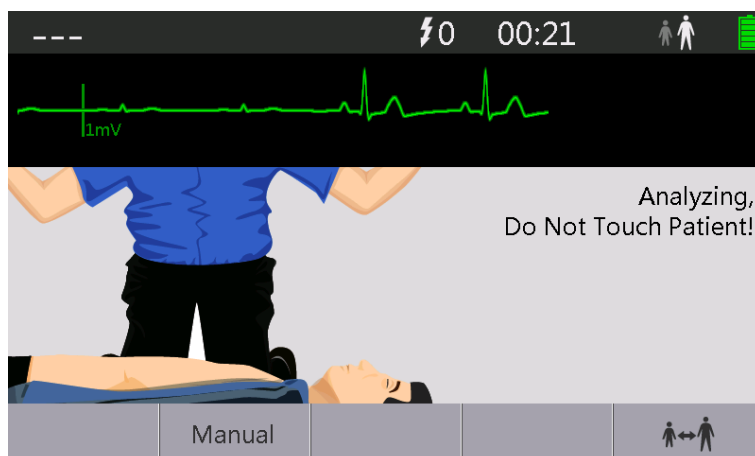 --- 0 00:21
1mV
Analyzing,
Do Not Touch Patient!
Manual